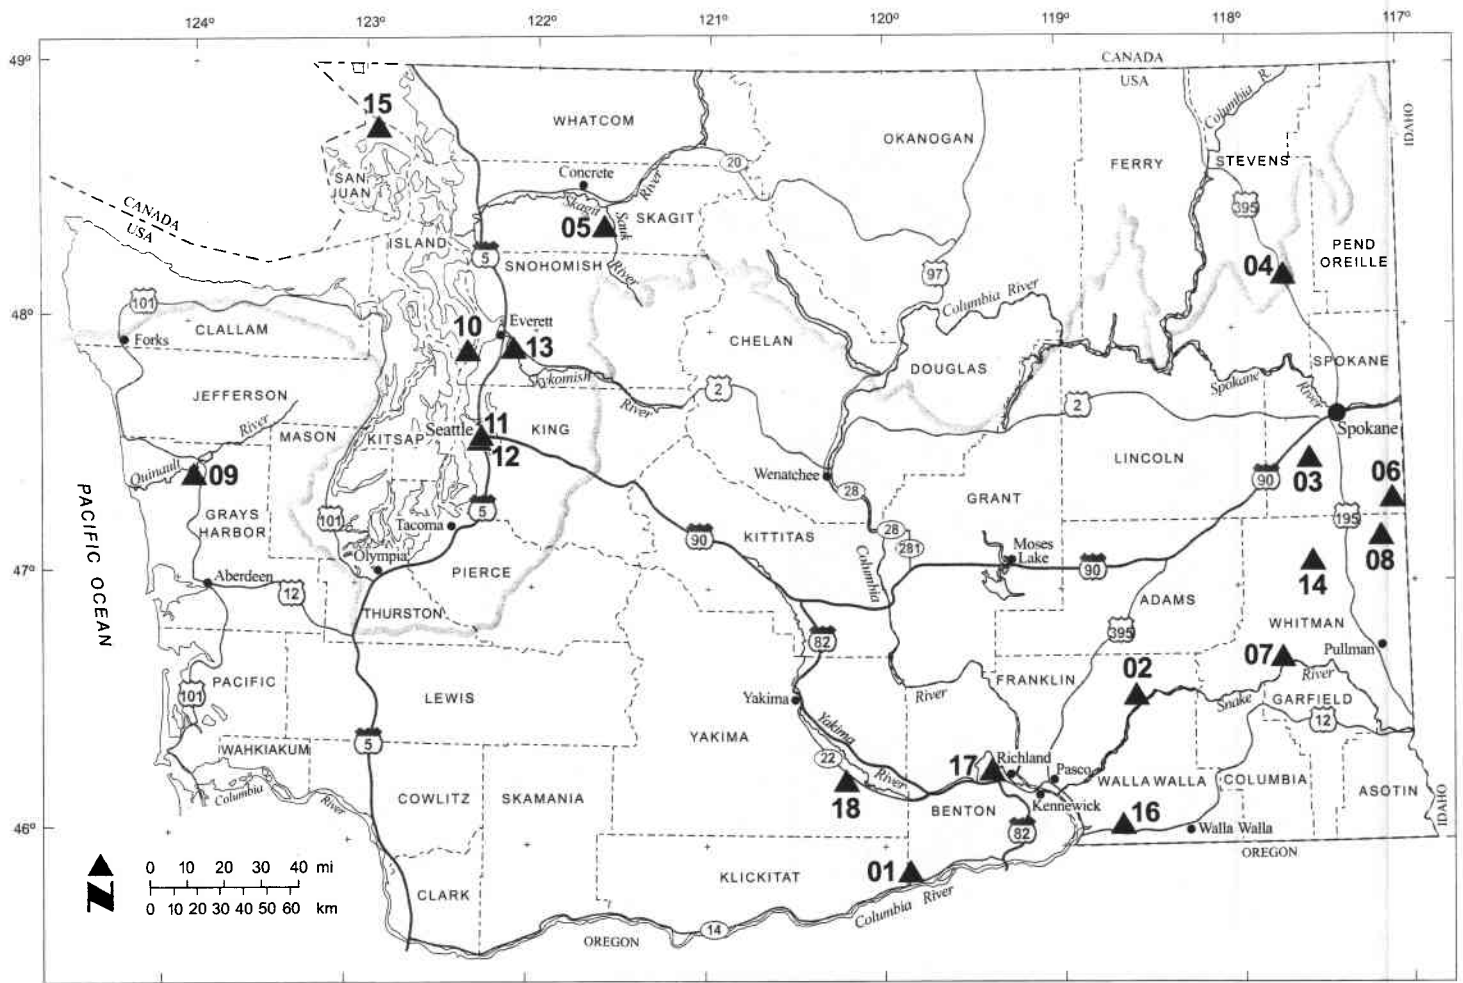 124° 123° 122° 121° 120° 119° 118° 117°
49°
CANADA
USA
15
WHATCOM
OKANOGAN
FERRY
STEVENS
Columbia R.
IDAHO
20
SAN
JUAN
Concrete
Skagit
River
Sauk
River
SKAGIT
05
395
CANADA
USA
ISLAND
5
SNOHOMISH
97
Columbia River
04
PEND
OREILLE
48°
101
CLALLAM
Forks
10
Everett
13
CHELAN
DOUGLAS
SPOKANE
Skykomish
River
2
2
Spokane
River
JEFFERSON
River
Quinault
MASON
KITSAP
Seattle
11
12
KING
Spokane
09
Wenatchee
28
LINCOLN
90
03
06
PACIFIC OCEAN
GRAYS
HARBOR
101
Tacoma
5
90
KITTITAS
28
281
GRANT
195
08
47°
Olympia
Columbia
Moses
Lake
90
14
Aberdeen
12
PIERCE
THURSTON
82
ADAMS
395
WHITMAN
Pullman
07
PACIFIC
101
LEWIS
Yakima
River
FRANKLIN
02
Snake
River
GARFIELD
12
WAHKIAKUM
5
YAKIMA
Yakima
River
22
18
17
Richland
Pasco
Kennewick
WALLA WALLA
COLUMBIA
ASOTIN
IDAHO
Columbia
River
COWLITZ
SKAMANIA
BENTON
82
16
Walla Walla
46°
OREGON
0 10 20 30 40 mi
0 10 20 30 40 50 60 km
N
CLARK
KLICKITAT
01
Columbia River
OREGON
14